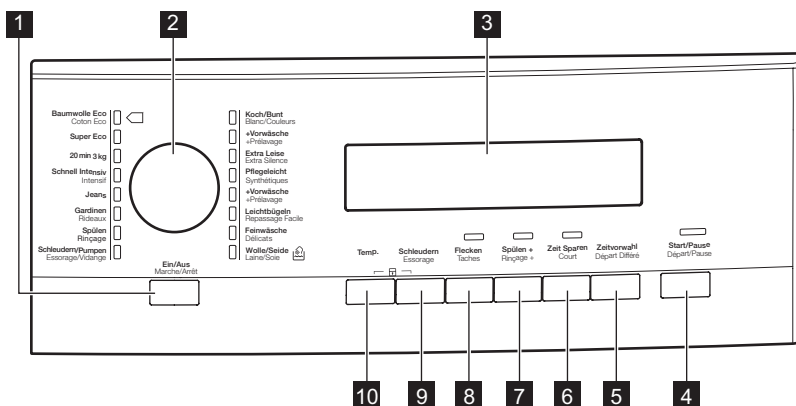 1
2
3
Baumwolle Eco
Coton Eco
Super Eco
20 min 3 kg
Schnell Intensiv
Intensif
Jeans
Gardinen
Rideaux
Spülen
Rinçage
Schleudern/Pumpen
Essorage/Vidange
Koch/Bunt
Blanc/Couleurs
+Vorwäsche
+Prélavage
Extra Leise
Extra Silence
Pflegeleicht
Synthétiques
+Vorwäsche
+Prélavage
Leichtbügeln
Repassage Facile
Feinwäsche
Délicats
Wolle/Seide
Laine/Soie
Ein/Aus
Marche/Arrêt
Temp.
Schleudern
Essorage
Flecken
Taches
Spülen +
Rinçage +
Zeit Sparen
Court
Zeitvorwahl
Départ Différé
Start/Pause
Départ/Pause
10
9
8
7
6
5
4